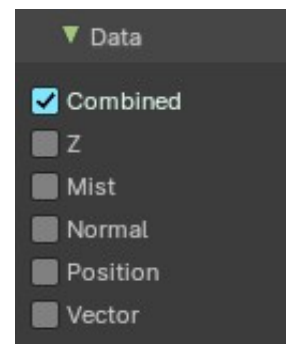 Data
Combined
Z
Mist
Normal
Position
Vector